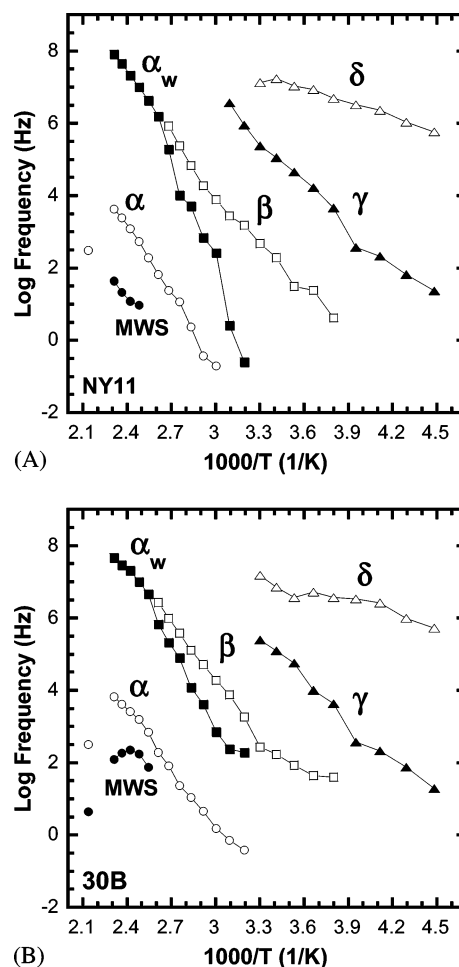 8
6
4
2
0
-2
Log Frequency (Hz)
αw
δ
α
β
γ
MWS
NY11
2.1 2.4 2.7 3 3.3 3.6 3.9 4.2 4.5
(A)
1000/T (1/K)
8
6
4
2
0
-2
Log Frequency (Hz)
αw
δ
β
α
γ
MWS
30B
2.1 2.4 2.7 3 3.3 3.6 3.9 4.2 4.5
(B)
1000/T (1/K)